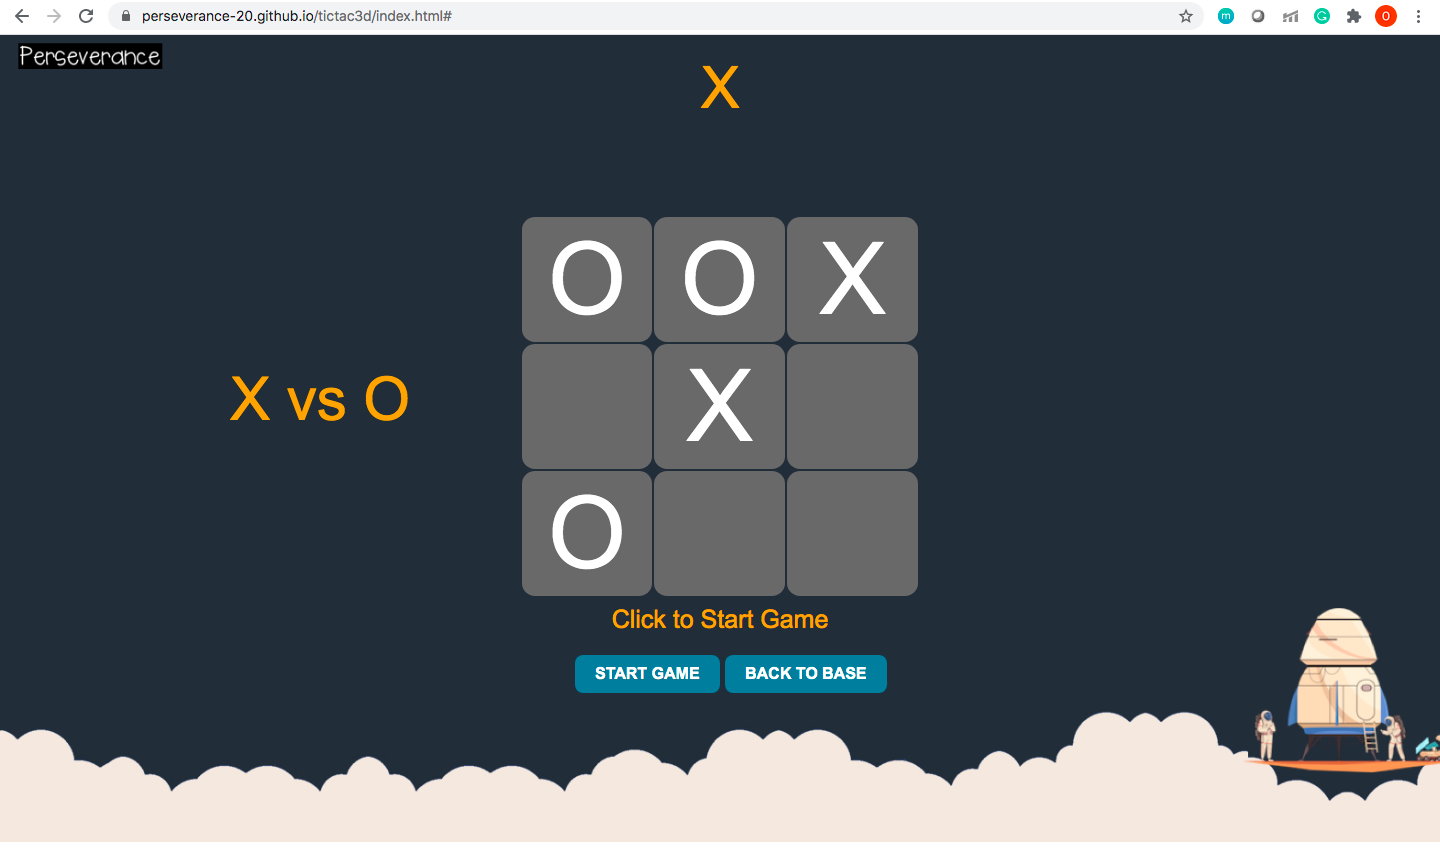 perseverance-20.github.io/tictac3d/index.html#
m
G
O
Perseverance
X
O O X
X vs O
X
O
Click to Start Game
START GAME BACK TO BASE